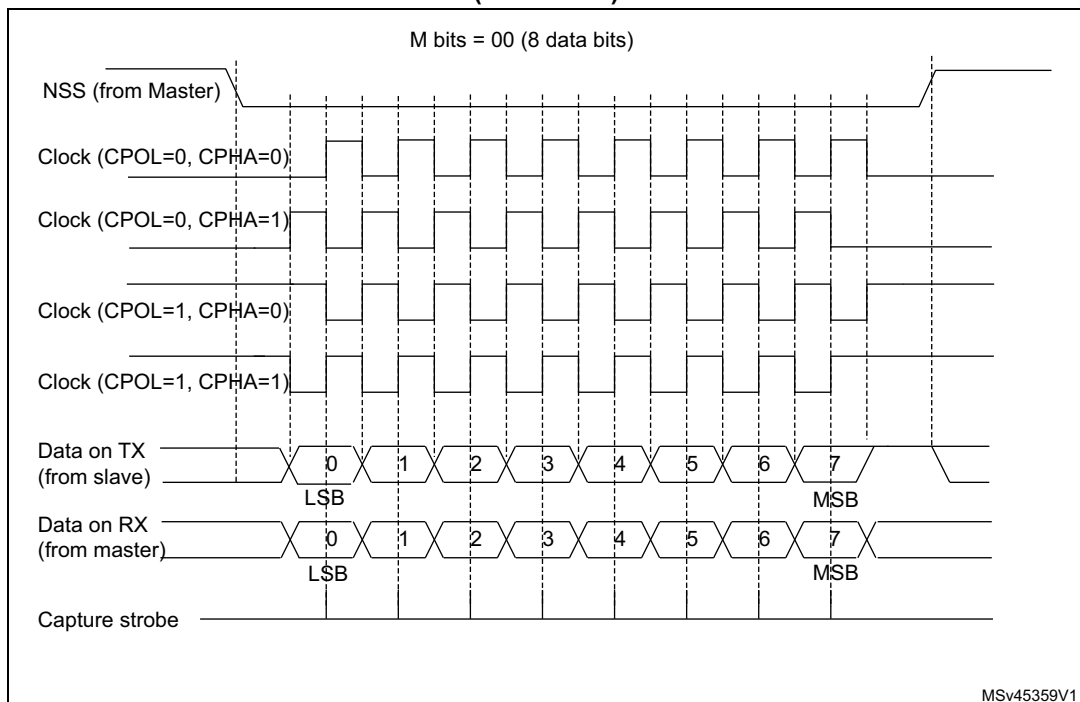 M bits = 00 (8 data bits)
NSS (from Master)
Clock (CPOL=0, CPHA=0)
Clock (CPOL=0, CPHA=1)
Clock (CPOL=1, CPHA=0)
Clock (CPOL=1, CPHA=1)
Data on TX
(from slave)
0 1 2 3 4 5 6 7
LSB MSB
Data on RX
(from master)
0 1 2 3 4 5 6 7
LSB MSB
Capture strobe
MSv45359V1